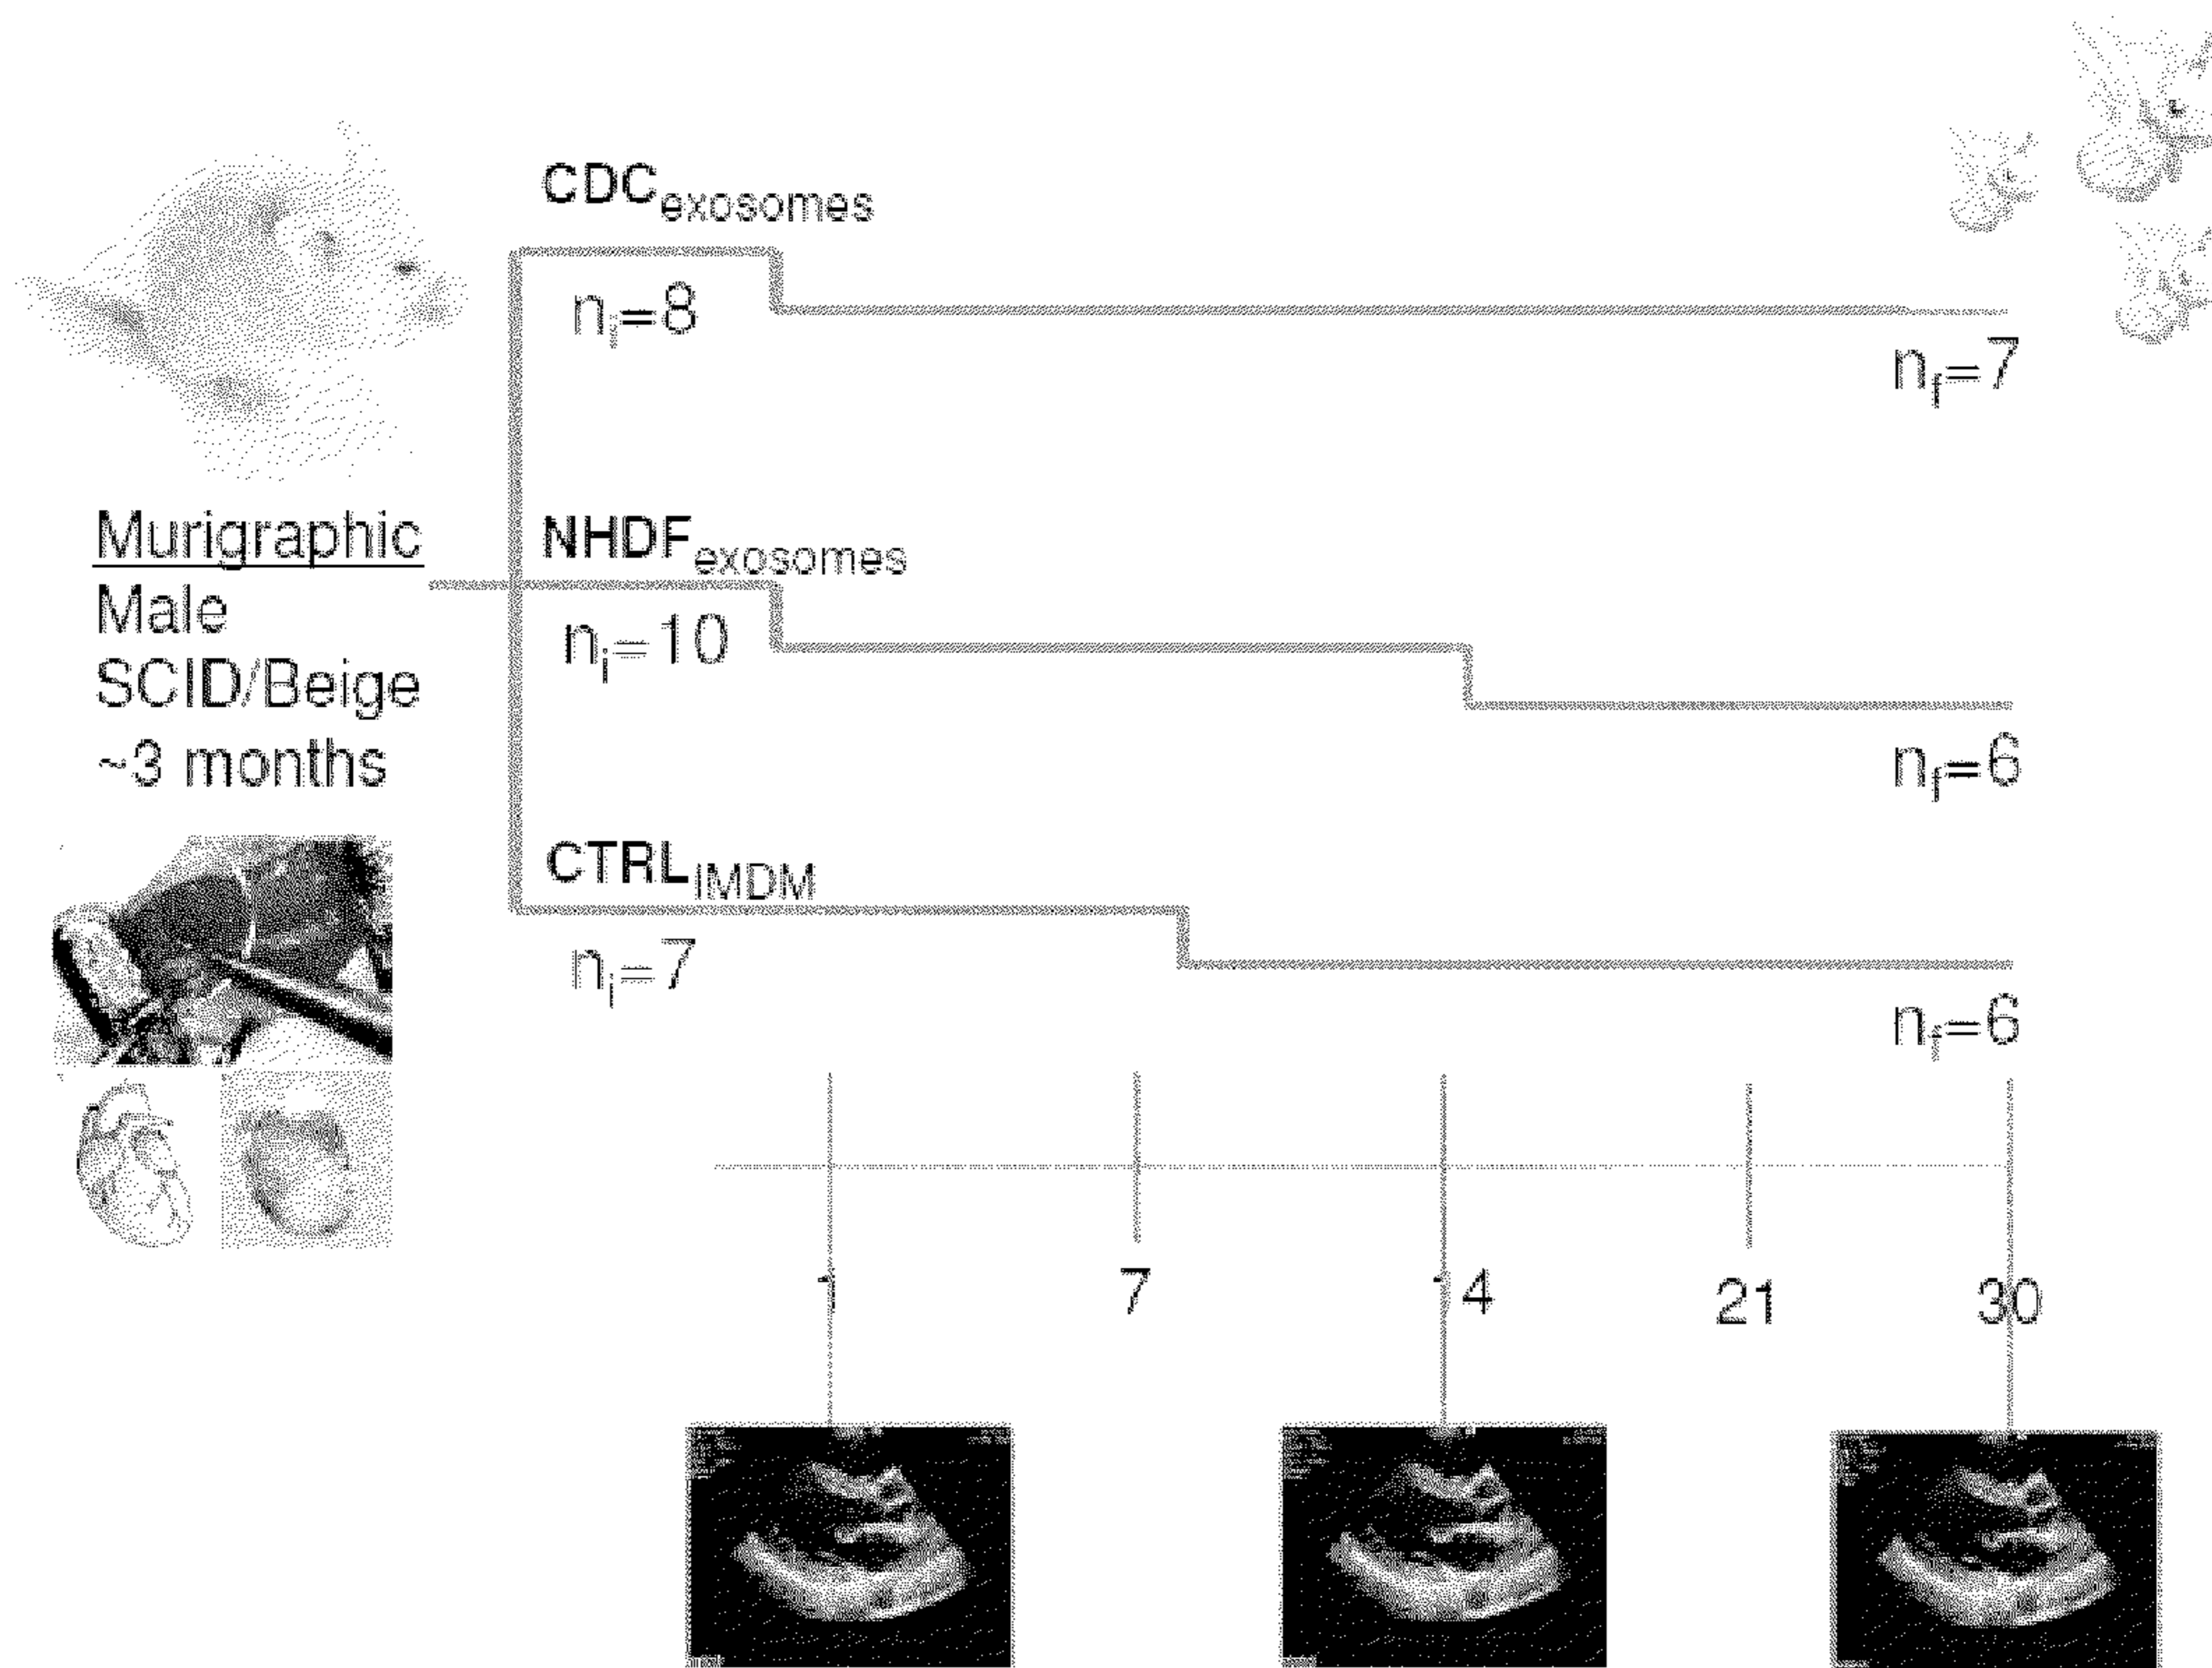 CDCexosomes
ni=8
nf=7
Murigraphic
Male
SCID/Beige
~3 months
NHDFexosomes
ni=10
nf=6
CTRLIMDM
ni=7
nf=6
1 7 14 21 30